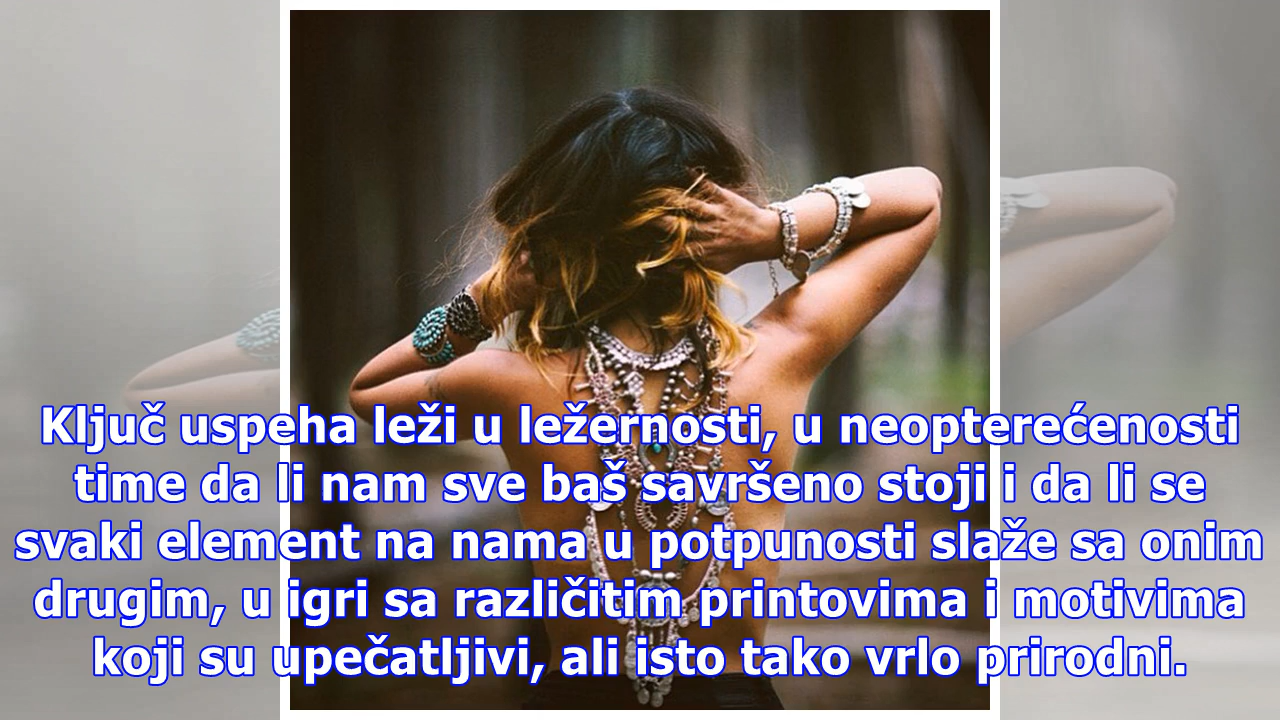 Ključ uspeha leži u ležernosti, u neopterećenosti
time da li nam sve baš savršeno stoji i da li se
svaki element na nama u potpunosti slaže sa onim
drugim, u igri sa različitim printovima i motivima
koji su upečatljivi, ali isto tako vrlo prirodni.